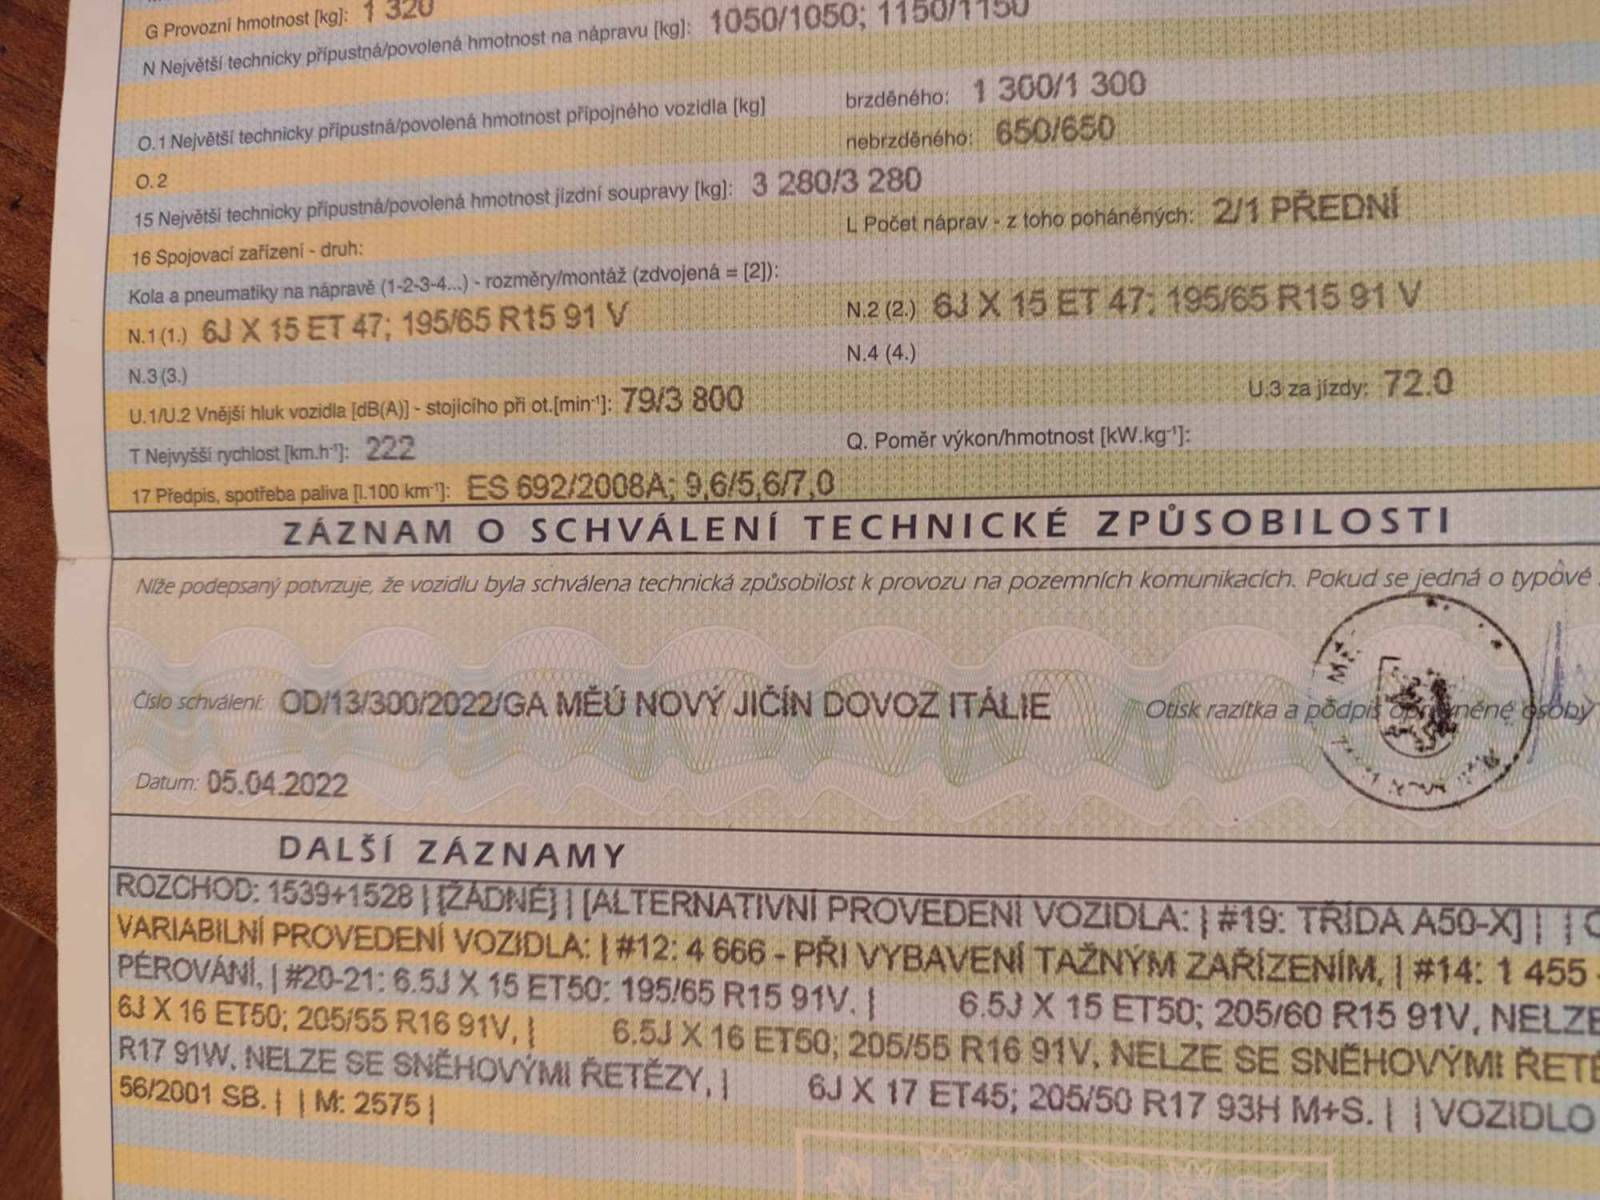 G Provozní hmotnost [kg]: 1 320
N Největší technicky přípustná/povolená hmotnost na nápravu [kg]: 1050/1050; 1150/1150
O.1 Největší technicky přípustná/povolená hmotnost přípojného vozidla [kg] brzděného: 1 300/1 300
O.2 nebrzděného: 650/650
15 Největší technicky přípustná/povolená hmotnost jízdní soupravy [kg]: 3 280/3 280
16 Spojovací zařízení - druh: L Počet náprav - z toho poháněných: 2/1 PŘEDNÍ
Kola a pneumatiky na nápravě (1-2-3-4...) - rozměry/montáž (zdvojená = [2]):
N.1 (1.) 6J X 15 ET 47; 195/65 R15 91 V N.2 (2.) 6J X 15 ET 47; 195/65 R15 91 V
N.3 (3.) N.4 (4.)
U.1/U.2 Vnější hluk vozidla [dB(A)] - stojícího při ot.[min⁻¹]: 79/3 800 U.3 za jízdy: 72.0
T Nejvyšší rychlost [km.h⁻¹]: 222 Q. Poměr výkon/hmotnost [kW.kg⁻¹]:
17 Předpis, spotřeba paliva [l.100 km⁻¹]: ES 692/2008A; 9,6/5,6/7,0
ZÁZNAM O SCHVÁLENÍ TECHNICKÉ ZPŮSOBILOSTI
Níže podepsaný potvrzuje, že vozidlu byla schválena technická způsobilost k provozu na pozemních komunikacích. Pokud se jedná o typové
Číslo schválení: OD/13/300/2022/GA MĚÚ NOVÝ JIČÍN DOVOZ ITÁLIE Otisk razítka a podpis oprávněné osoby
Datum: 05.04.2022
DALŠÍ ZÁZNAMY
ROZCHOD: 1539+1528 | [ŽÁDNÉ] | [ALTERNATIVNÍ PROVEDENÍ VOZIDLA: | #19: TŘÍDA A50-X] | |
VARIABILNÍ PROVEDENÍ VOZIDLA: | #12: 4 666 - PŘI VYBAVENÍ TAŽNÝM ZAŘÍZENÍM, | #14: 1 455 -
PÉROVÁNÍ, | #20-21: 6.5J X 15 ET50; 195/65 R15 91V. | 6.5J X 15 ET50; 205/60 R15 91V, NELZE
6J X 16 ET50; 205/55 R16 91V, | 6.5J X 16 ET50; 205/55 R16 91V, NELZE SE SNĚHOVÝMI ŘETĚ
R17 91W, NELZE SE SNĚHOVÝMI ŘETĚZY, | 6J X 17 ET45; 205/50 R17 93H M+S. | | VOZIDLO
56/2001 SB. | | M: 2575 |